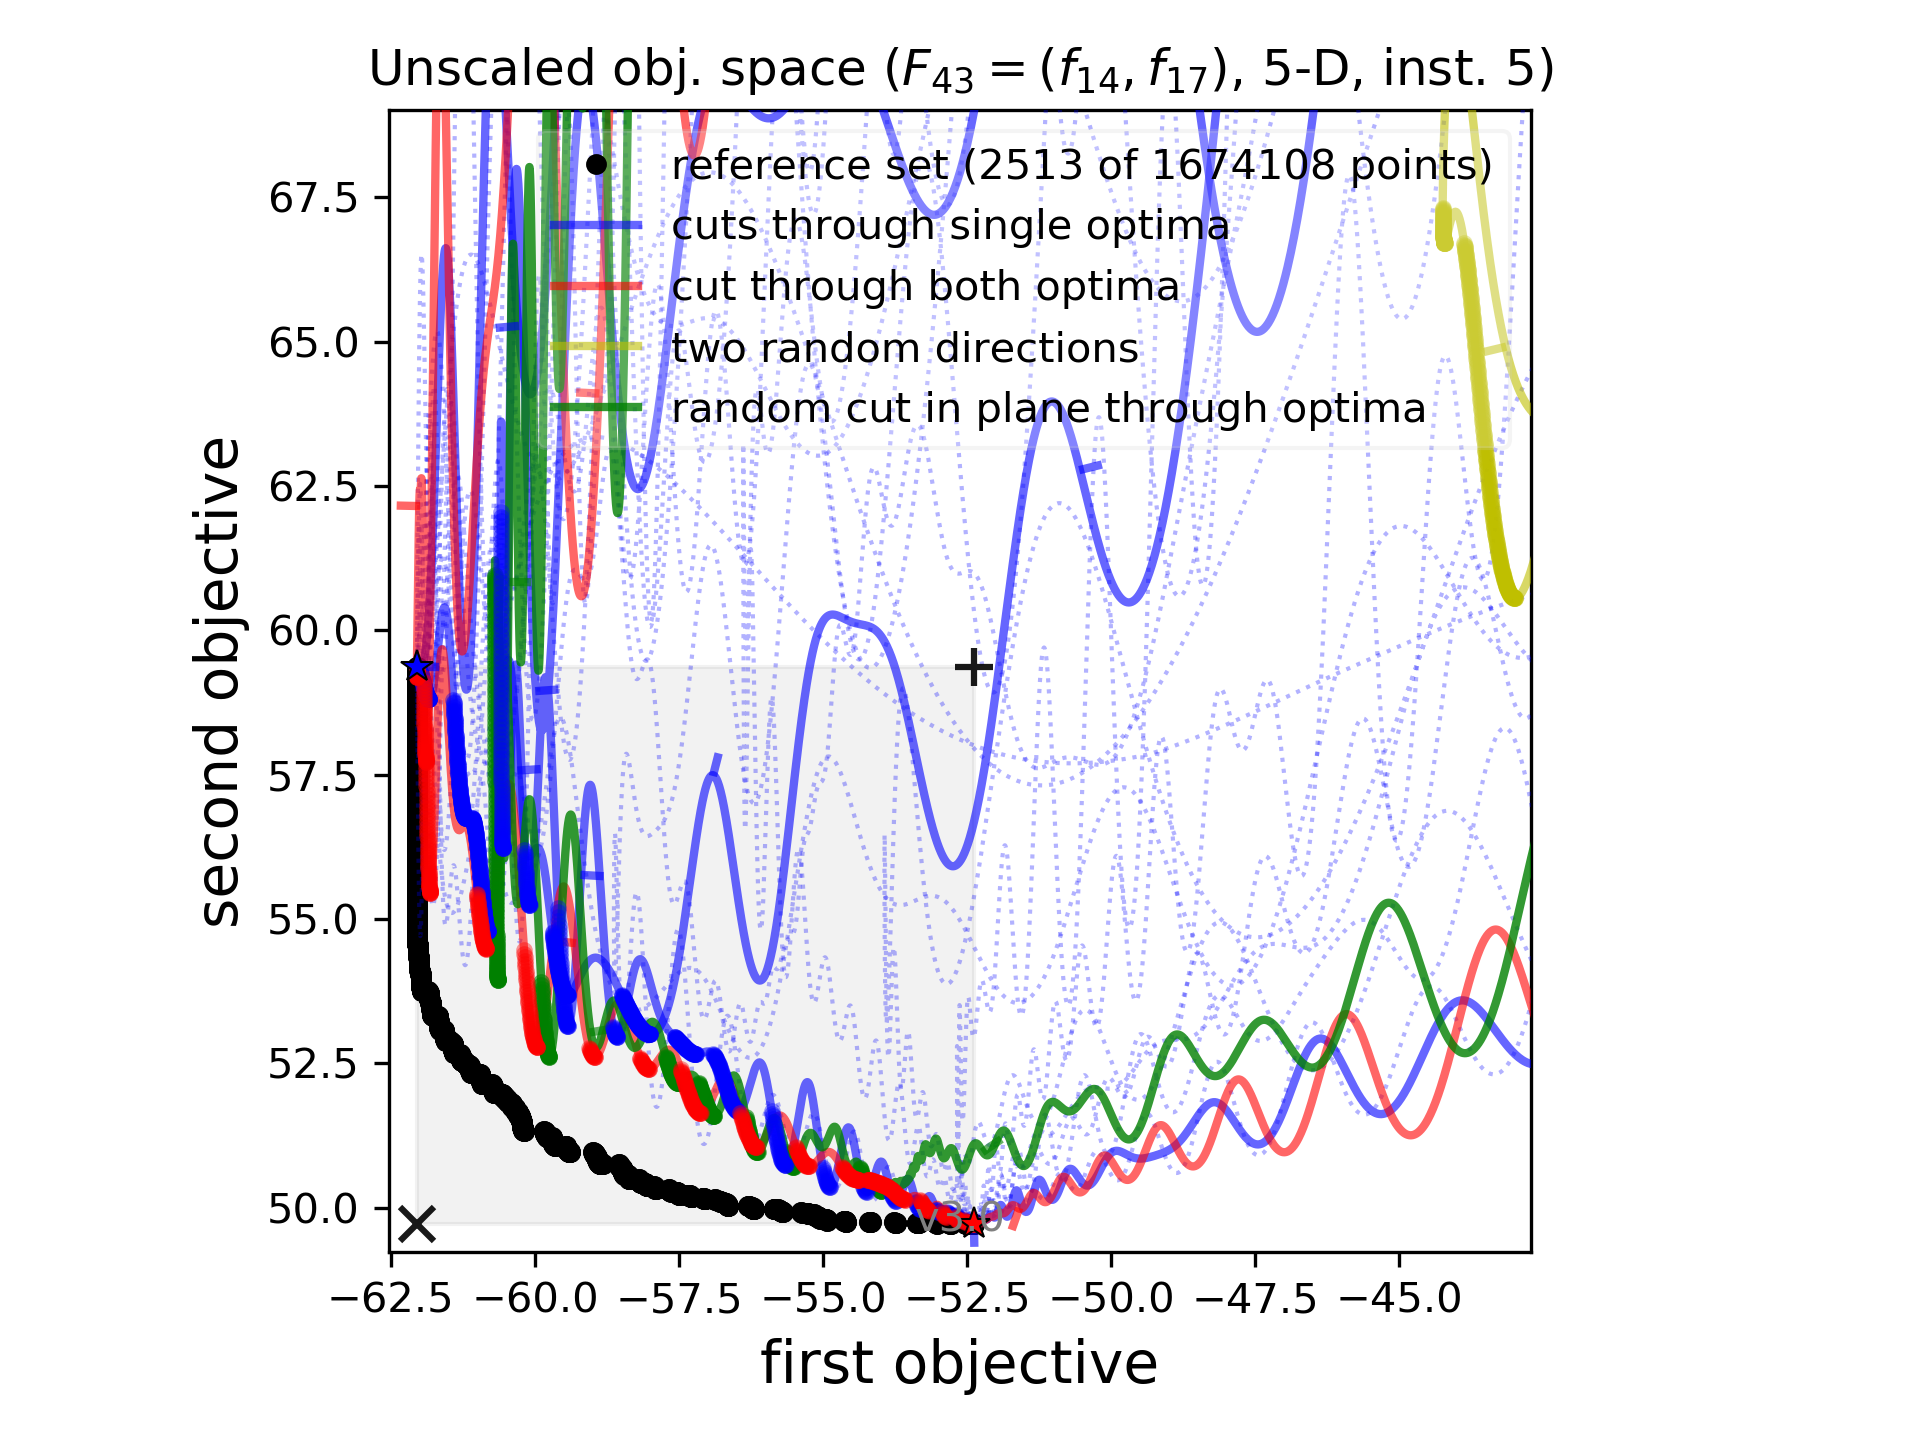 Unscaled obj. space (F₄₃ = (f₁₄, f₁₇), 5-D, inst. 5)
reference set (2513 of 1674108 points)
cuts through single optima
cut through both optima
two random directions
random cut in plane through optima
67.5
65.0
62.5
60.0
57.5
55.0
52.5
50.0
second objective
V3.0
−62.5 −60.0 −57.5 −55.0 −52.5 −50.0 −47.5 −45.0
first objective